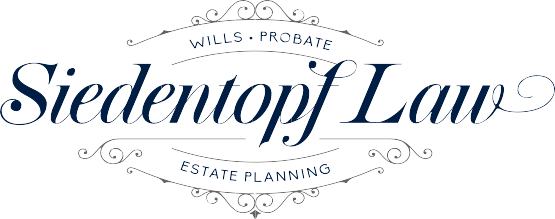 WILLS • PROBATE
Siedentopf Law
ESTATE PLANNING